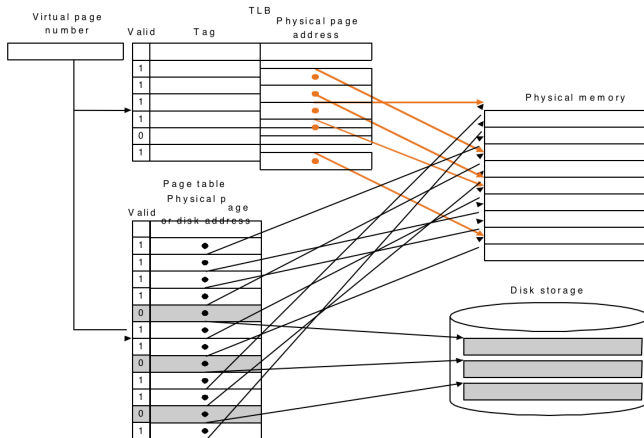 TLB
Virtual page
number
Valid
Tag
Physical page
address
1
1
1
1
0
1
Physical memory
Page table
Physical page
Valid
or disk address
1
1
1
1
0
1
1
0
1
1
0
1
Disk storage